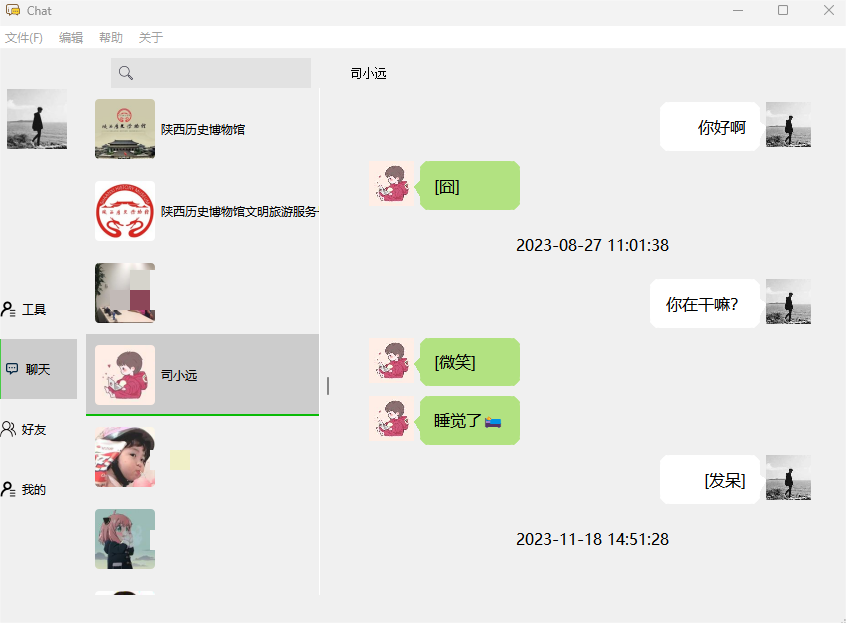 Chat
文件(F) 编辑 帮助 关于
司小远
陕西历史博物馆
陕西历史博物馆文明旅游服务
司小远
工具
聊天
好友
我的
你好啊
[囧]
2023-08-27 11:01:38
你在干嘛?
[微笑]
睡觉了🛌
[发呆]
2023-11-18 14:51:28